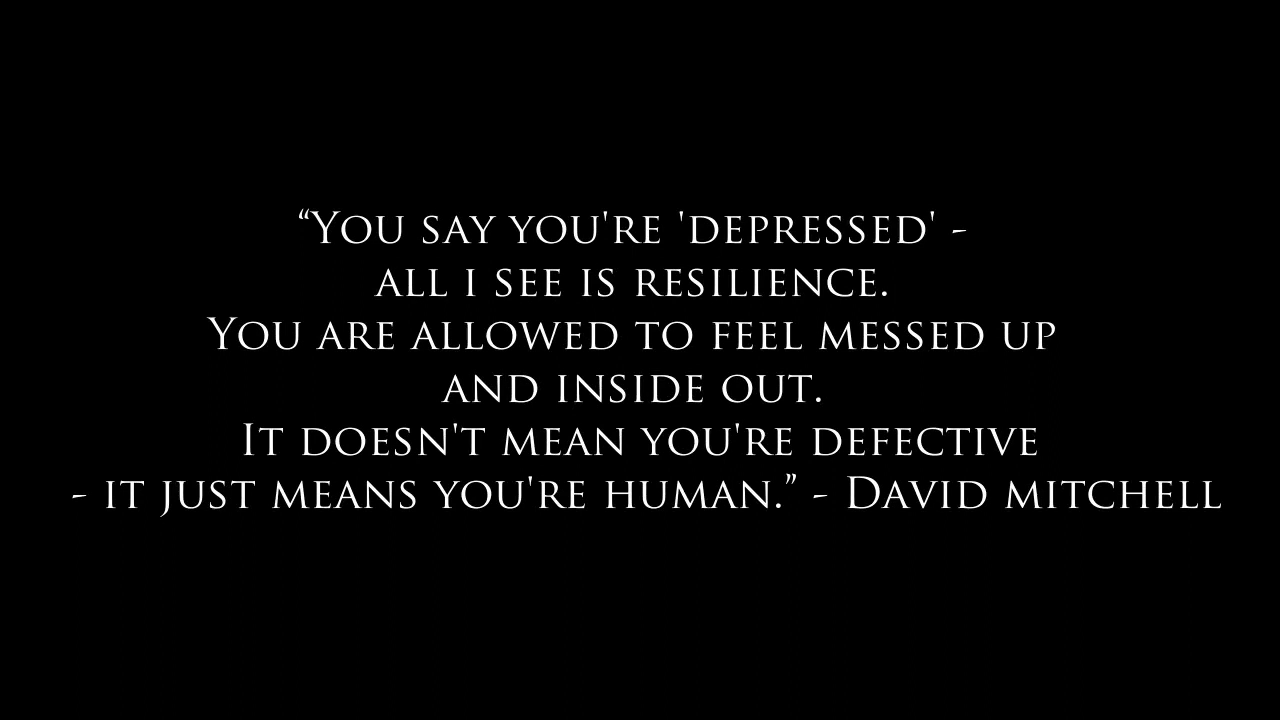 “You say you're 'depressed' -
all i see is resilience.
You are allowed to feel messed up
and inside out.
It doesn't mean you're defective
- it just means you're human.” - David mitchell